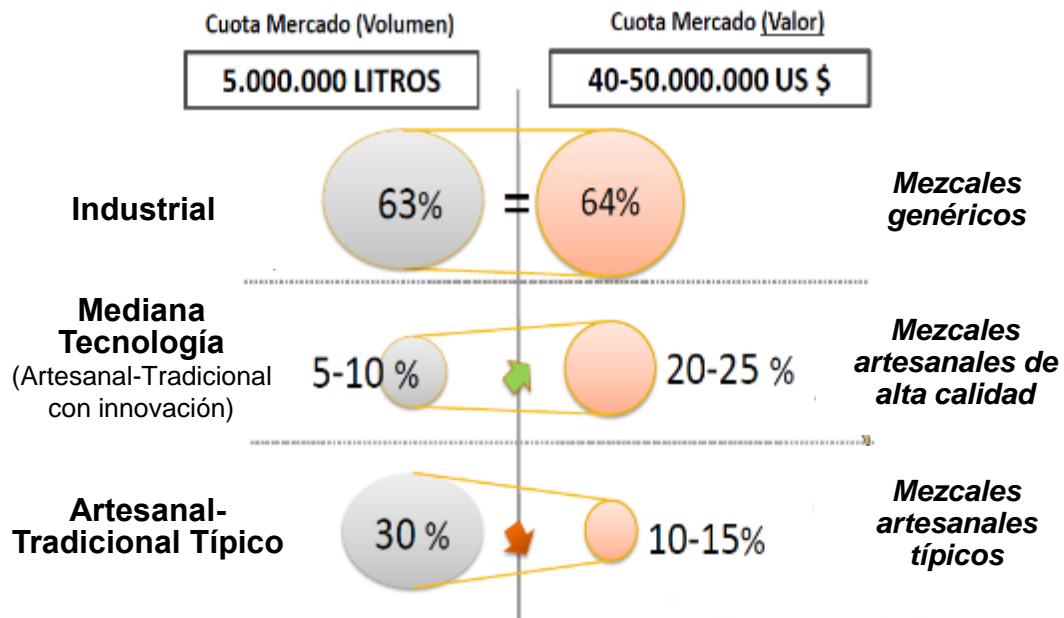 Cuota Mercado (Volumen)
Cuota Mercado (Valor)
5.000.000 LITROS
40-50.000.000 US $
Industrial
63%
=
64%
Mezcales
genéricos
Mediana
Tecnología
(Artesanal-Tradicional
con innovación)
5-10 %
20-25 %
Mezcales
artesanales de
alta calidad
Artesanal-
Tradicional Típico
30 %
10-15%
Mezcales
artesanales
típicos